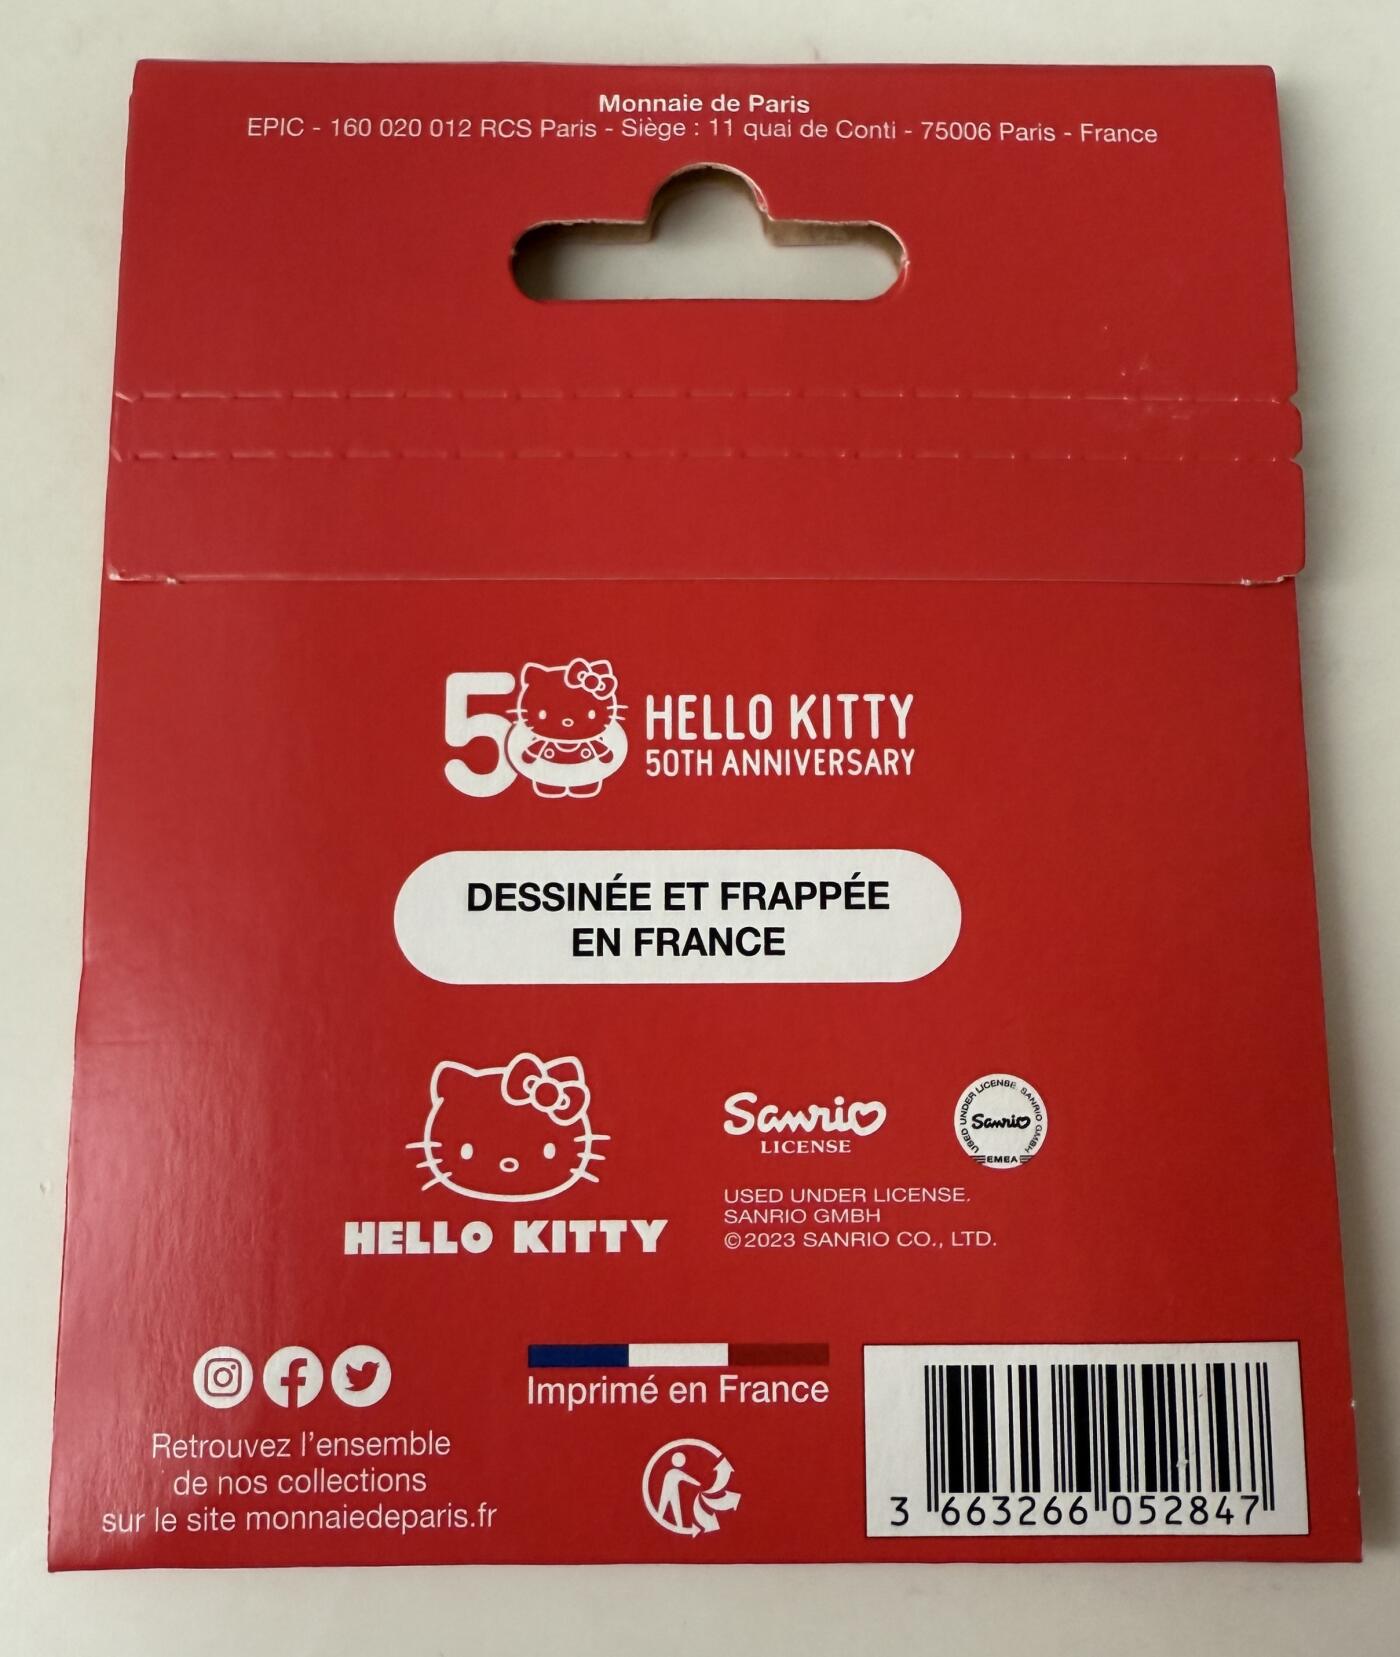 Monnaie de Paris
EPIC - 160 020 012 RCS Paris - Siège : 11 quai de Conti - 75006 Paris - France
50
HELLO KITTY
50TH ANNIVERSARY
DESSINÉE ET FRAPPÉE
EN FRANCE
HELLO KITTY
Sanrio
LICENSE
USED UNDER LICENSE. SANRIO GMBH
Sanrio
EMEA
USED UNDER LICENSE.
SANRIO GMBH
©2023 SANRIO CO., LTD.
Retrouvez l'ensemble
de nos collections
sur le site monnaiedeparis.fr
Imprimé en France
3 663266 052847